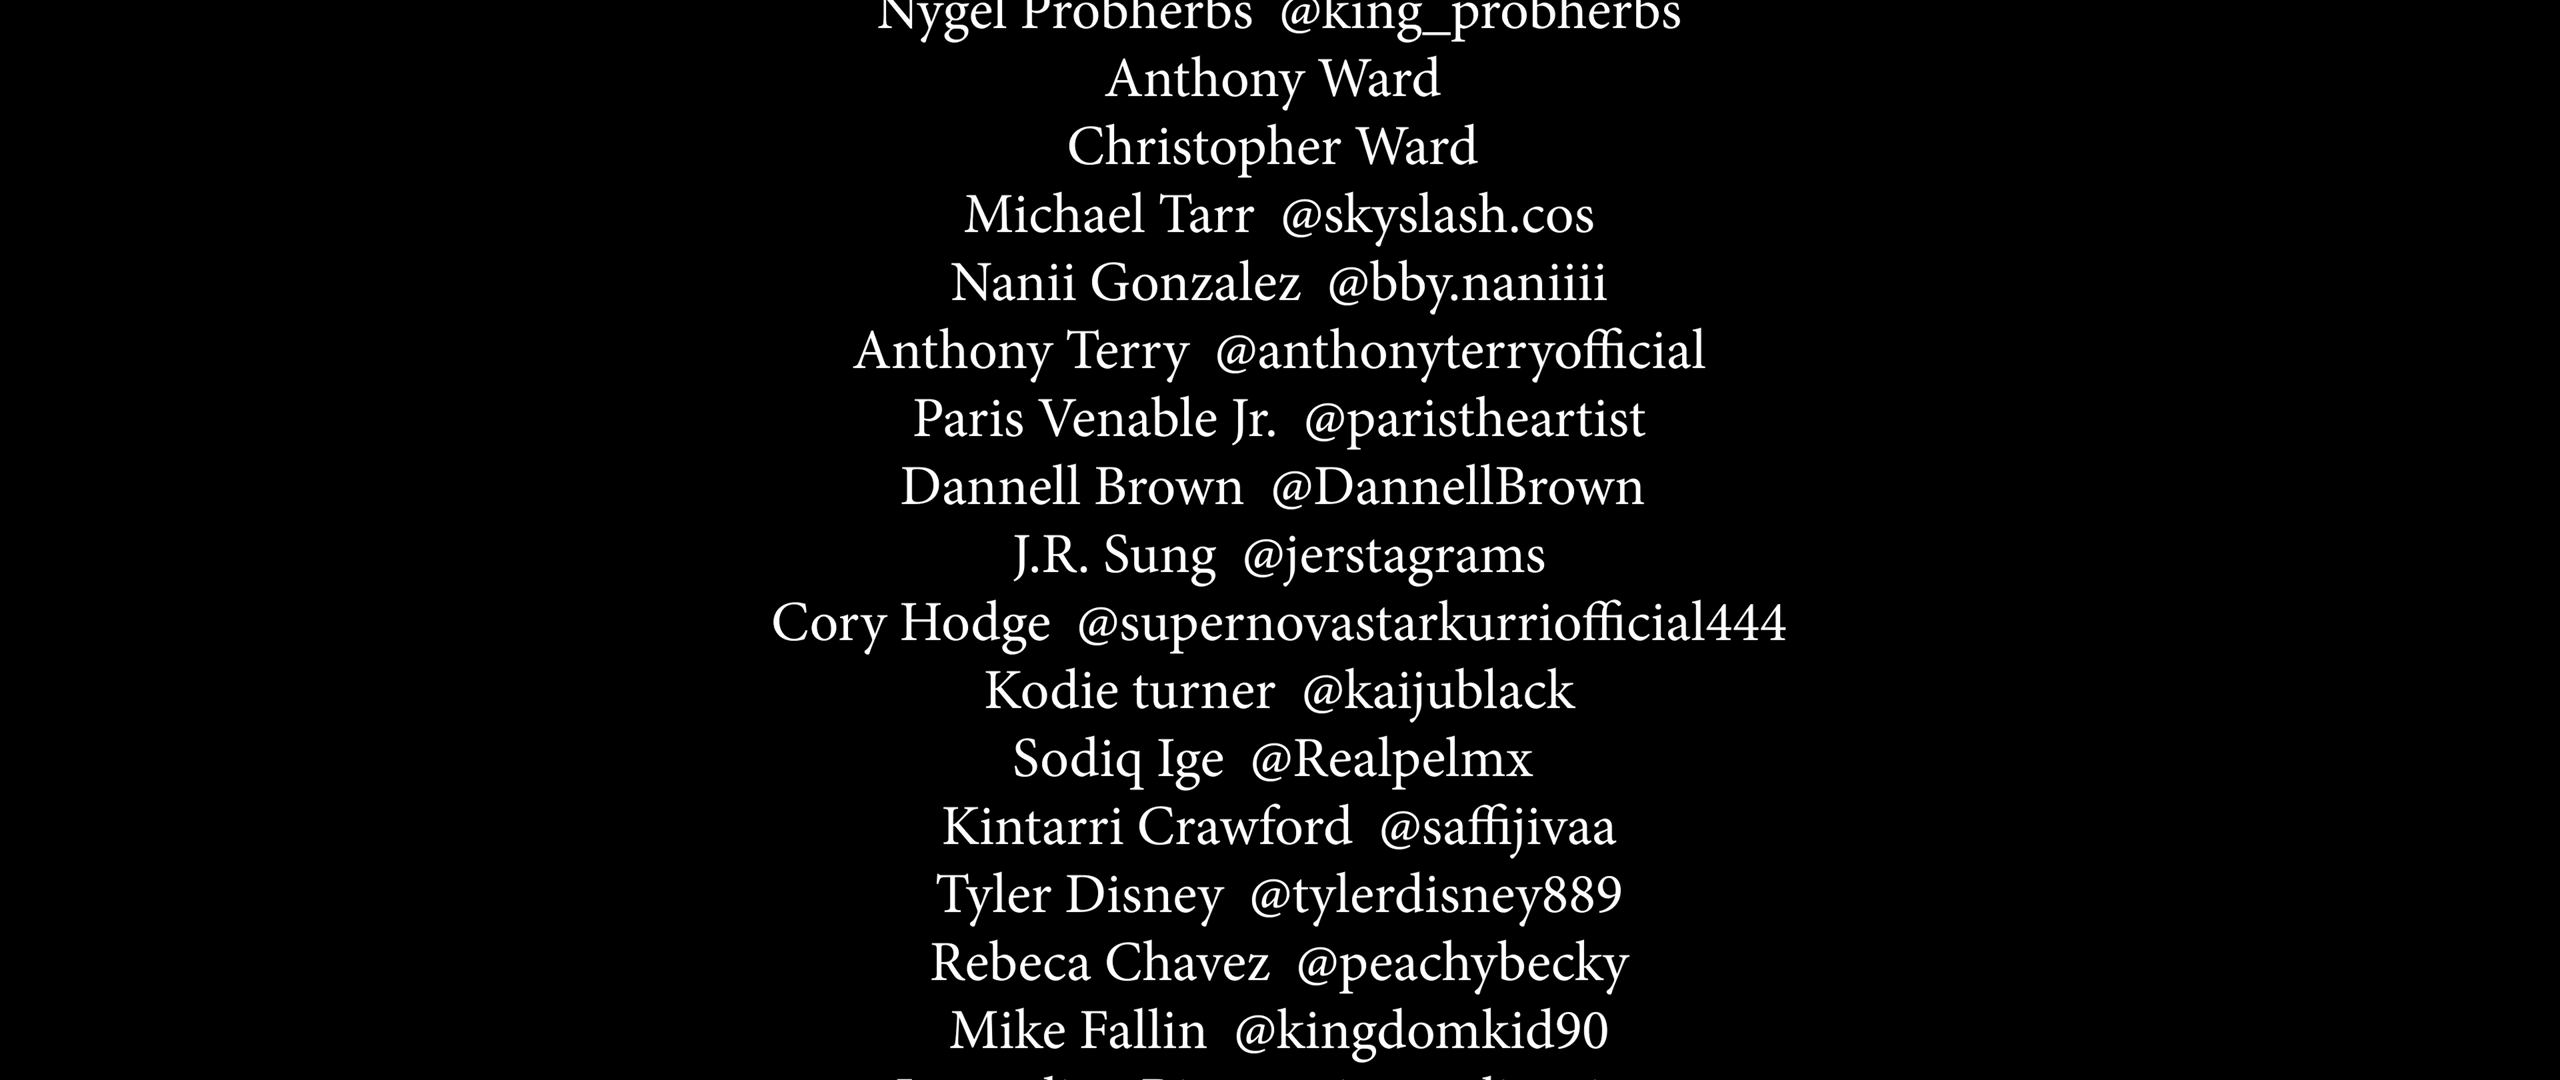 Nygel Probherbs @king_probherbs
Anthony Ward
Christopher Ward
Michael Tarr @skyslash.cos
Nanii Gonzalez @bby.naniiii
Anthony Terry @anthonyterryofficial
Paris Venable Jr. @paristheartist
Dannell Brown @DannellBrown
J.R. Sung @jerstagrams
Cory Hodge @supernovastarkurriofficial444
Kodie turner @kaijublack
Sodiq Ige @Realpelmx
Kintarri Crawford @saffijivaa
Tyler Disney @tylerdisney889
Rebeca Chavez @peachybecky
Mike Fallin @kingdomkid90